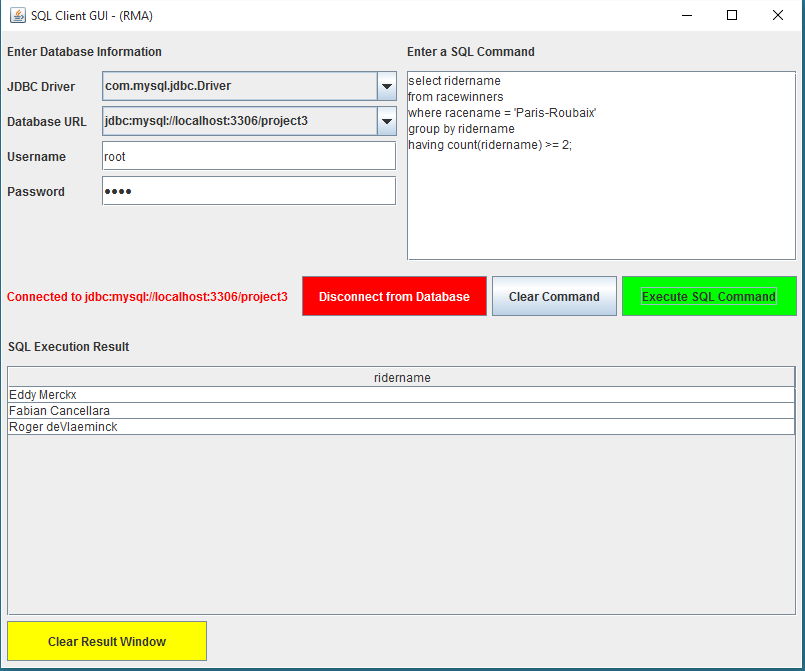 SQL Client GUI - (RMA)
Enter Database Information
JDBC Driver
com.mysql.jdbc.Driver
Database URL
jdbc:mysql://localhost:3306/project3
Username
root
Password
••••
Enter a SQL Command
select ridername
from racewinners
where racename = 'Paris-Roubaix'
group by ridername
having count(ridername) >= 2;
Connected to jdbc:mysql://localhost:3306/project3
Disconnect from Database
Clear Command
Execute SQL Command
SQL Execution Result
ridername
Eddy Merckx
Fabian Cancellara
Roger deVlaeminck
Clear Result Window